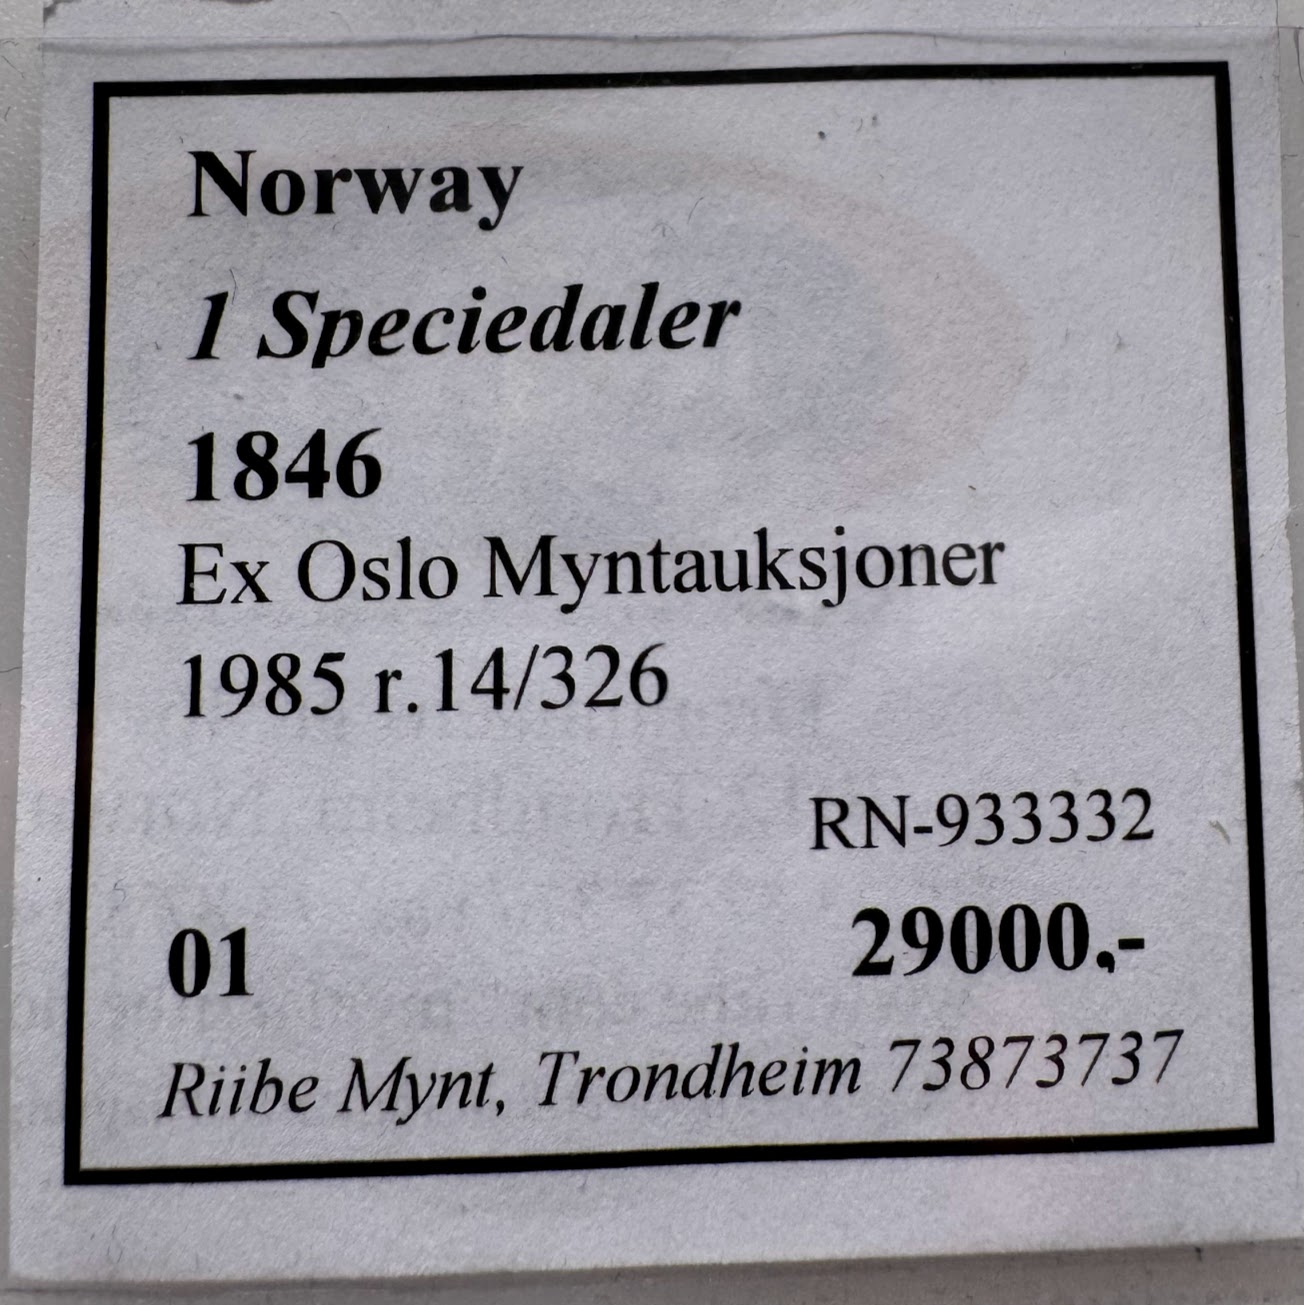 Norway
1 Speciedaler
1846
Ex Oslo Myntauksjoner
1985 r.14/326
RN-933332
01 29000,-
Riibe Mynt, Trondheim 73873737